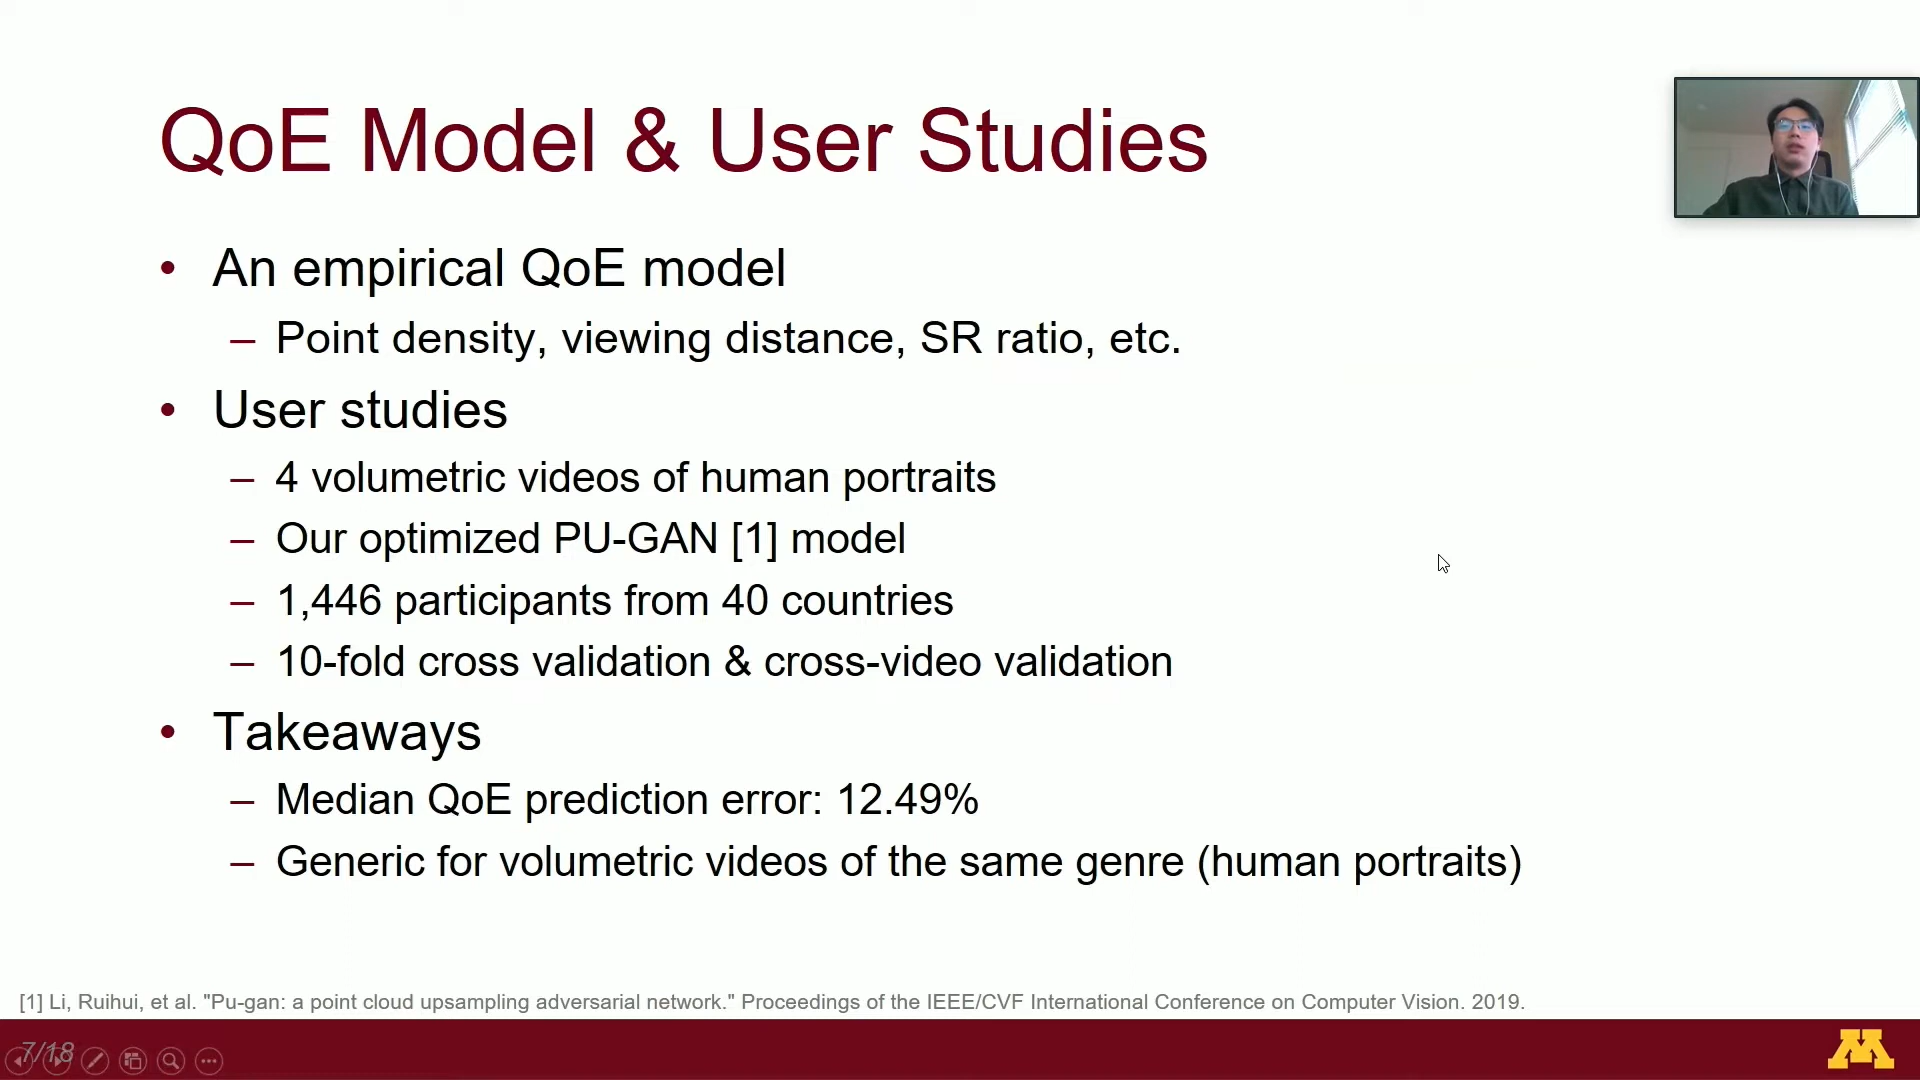 QoE Model & User Studies
• An empirical QoE model
– Point density, viewing distance, SR ratio, etc.
• User studies
– 4 volumetric videos of human portraits
– Our optimized PU-GAN [1] model
– 1,446 participants from 40 countries
– 10-fold cross validation & cross-video validation
• Takeaways
– Median QoE prediction error: 12.49%
– Generic for volumetric videos of the same genre (human portraits)
[1] Li, Ruihui, et al. "Pu-gan: a point cloud upsampling adversarial network." Proceedings of the IEEE/CVF International Conference on Computer Vision. 2019.
7/18
M